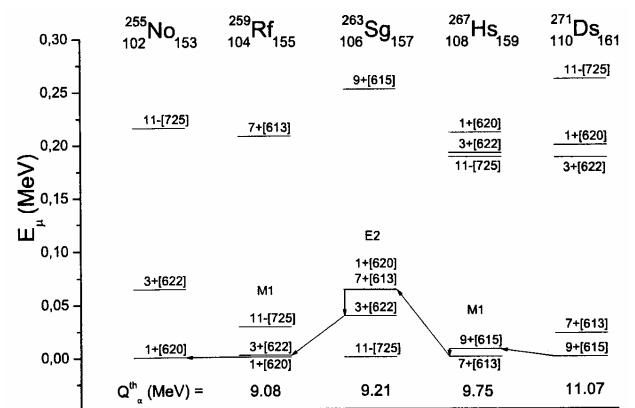 255 102 No 153 259 104 Rf 155 263 106 Sg 157 267 108 Hs 159 271 110 Ds 161
0,30
11-[725]
9+[615]
0,25
11-[725] 7+[613] 1+[620] 1+[620]
0,20
3+[622] 3+[622]
11-[725]
0,15
E2
0,10
1+[620]
7+[613]
3+[622] M1 M1
0,05
11-[725] 3+[622] 7+[613]
3+[622] 9+[615] 9+[615]
0,00
1+[620] 1+[620] 11-[725] 7+[613]
Eμ (MeV)
Q th α (MeV) = 9.08 9.21 9.75 11.07